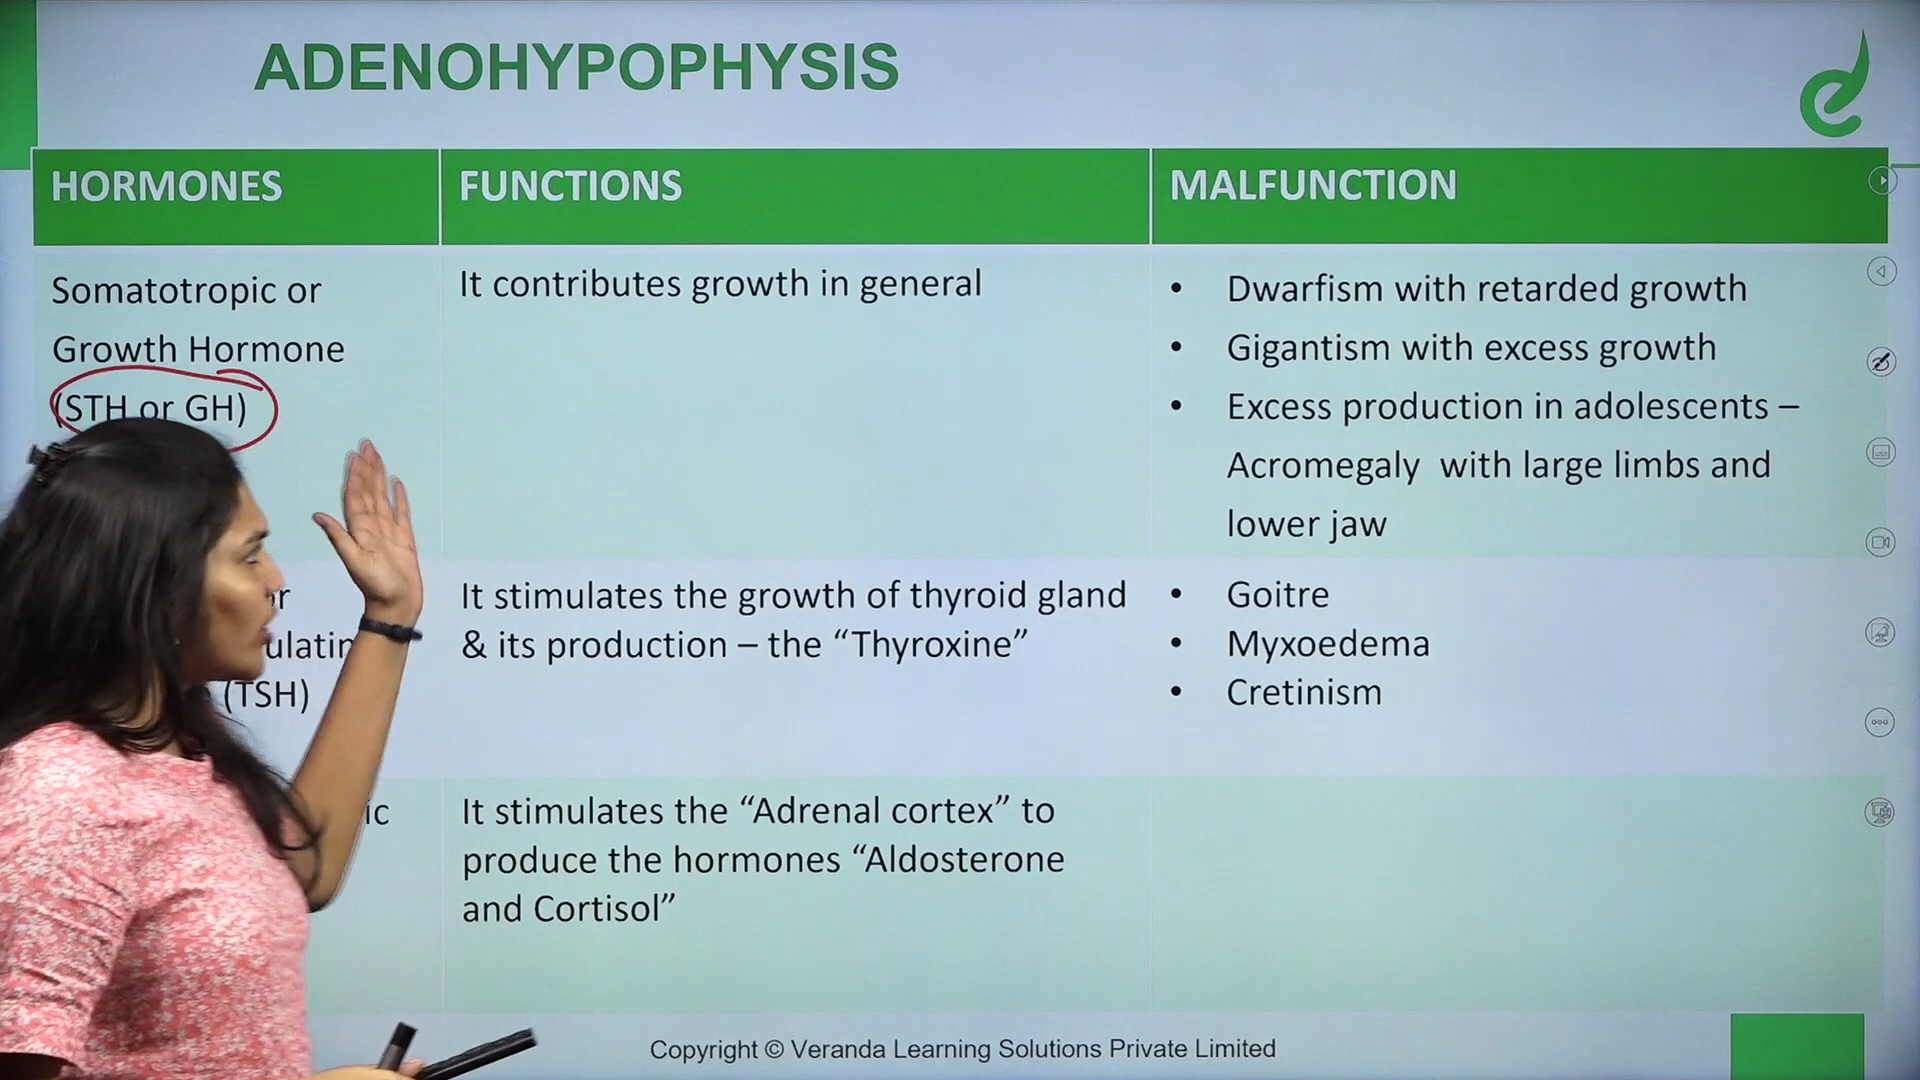 ADENOHYPOPHYSIS
HORMONES
FUNCTIONS
MALFUNCTION
Somatotropic or
Growth Hormone
(STH or GH)
It contributes growth in general
• Dwarfism with retarded growth
• Gigantism with excess growth
• Excess production in adolescents –
Acromegaly with large limbs and
lower jaw
(TSH)
It stimulates the growth of thyroid gland
& its production – the “Thyroxine”
• Goitre
• Myxoedema
• Cretinism
It stimulates the “Adrenal cortex” to
produce the hormones “Aldosterone
and Cortisol”
Copyright © Veranda Learning Solutions Private Limited